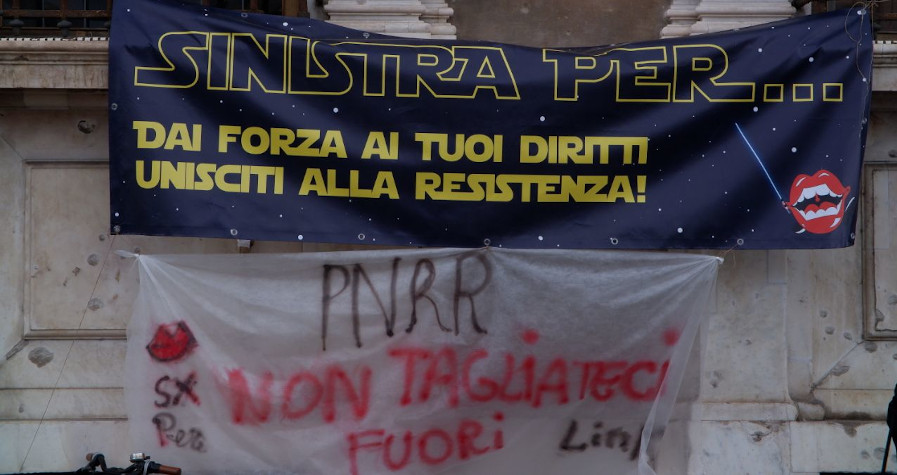 SINISTRA PER...
DAI FORZA AI TUOI DIRITTI
UNISCITI ALLA RESISTENZA!
PNRR
NON TAGLIATECI
FUORI
SX
Per